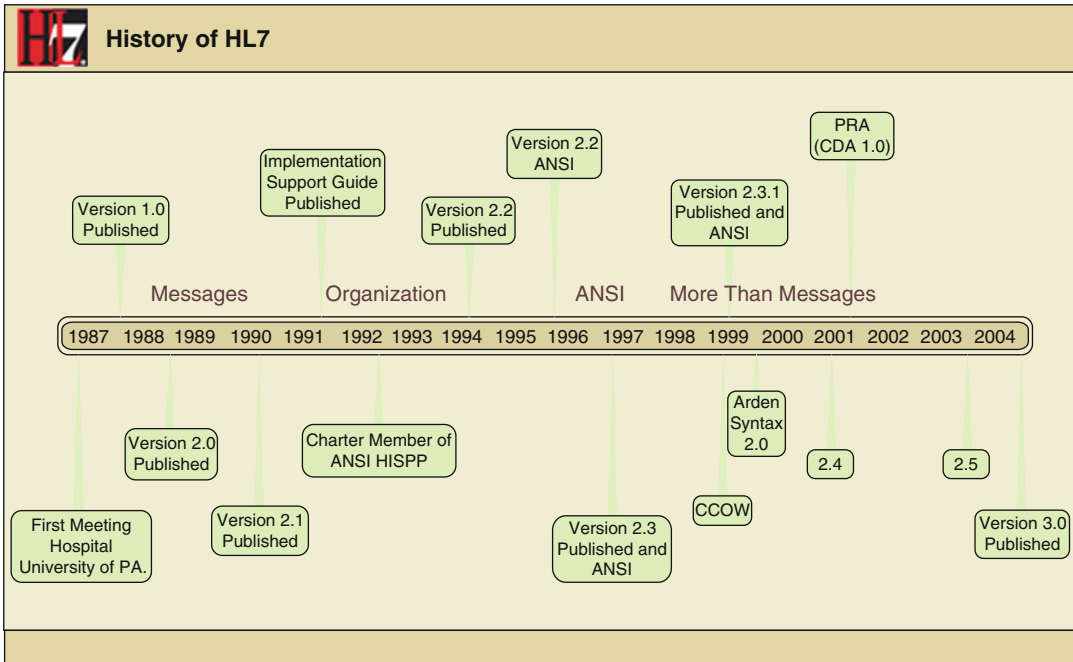 HL7
History of HL7
PRA
(CDA 1.0)
Version 2.2
ANSI
Implementation
Support Guide
Published
Version 2.3.1
Published and
ANSI
Version 1.0
Published
Version 2.2
Published
Messages
Organization
ANSI
More Than Messages
1987 1988 1989 1990 1991 1992 1993 1994 1995 1996 1997 1998 1999 2000 2001 2002 2003 2004
Arden
Syntax
2.0
Version 2.0
Published
Charter Member of
ANSI HISPP
2.4
2.5
CCOW
Version 2.1
Published
First Meeting
Hospital
University of PA.
Version 2.3
Published and
ANSI
Version 3.0
Published